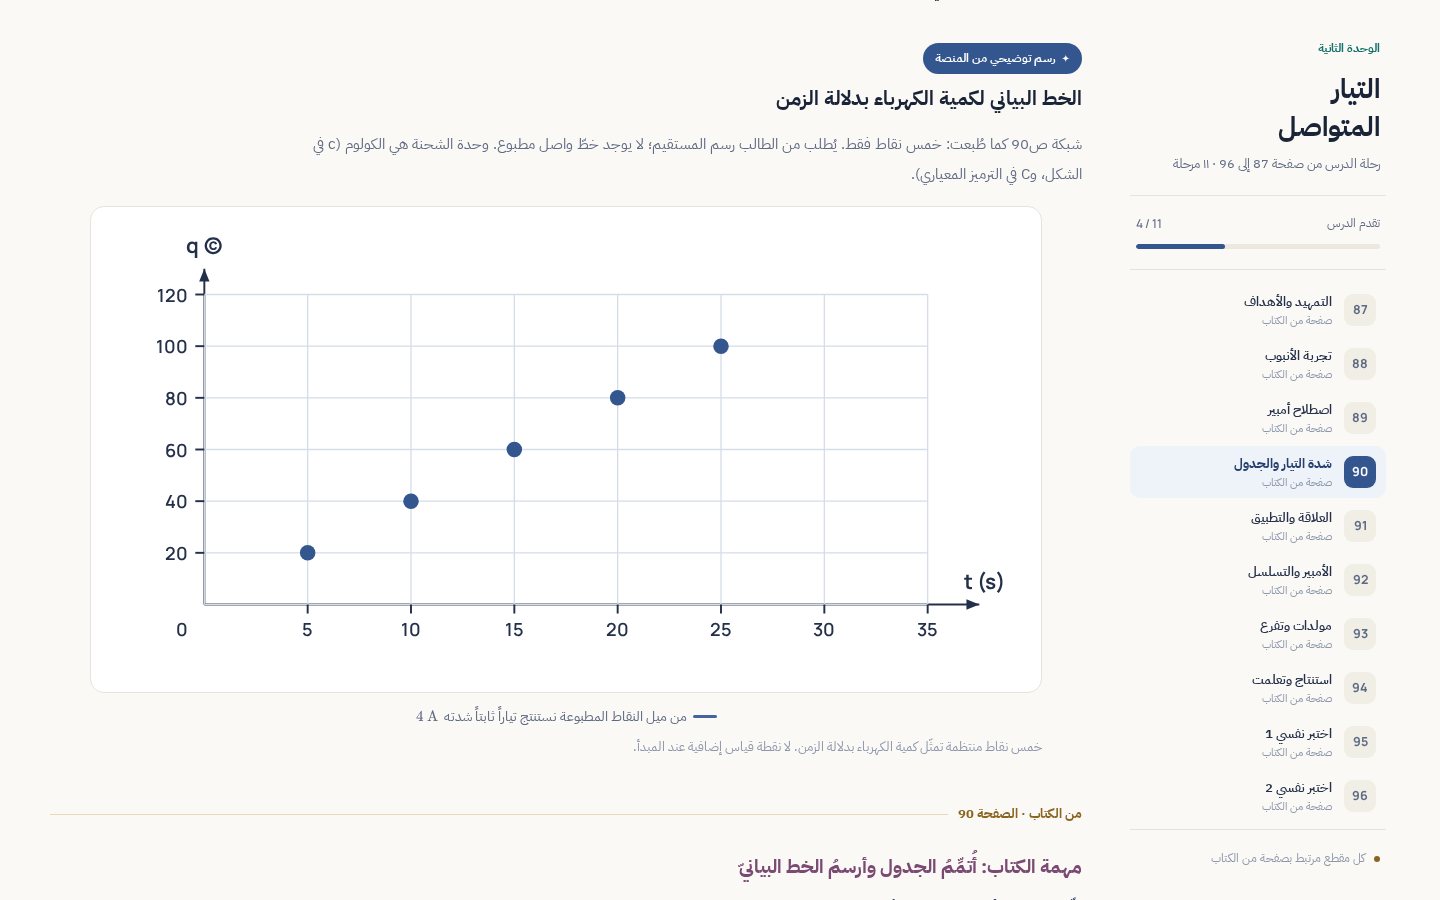 الوحدة الثانية
التيار
المتواصل
رحلة الدرس من صفحة 87 إلى 96 · ١١ مرحلة
تقدم الدرس
4 / 11
87
التمهيد والأهداف
صفحة من الكتاب
88
تجربة الأنبوب
صفحة من الكتاب
89
اصطلاح أمبير
صفحة من الكتاب
90
شدة التيار والجدول
صفحة من الكتاب
91
العلاقة والتطبيق
صفحة من الكتاب
92
الأمبير والتسلسل
صفحة من الكتاب
93
مولدات وتفرع
صفحة من الكتاب
94
استنتاج وتعلمت
صفحة من الكتاب
95
اختبر نفسي 1
صفحة من الكتاب
96
اختبر نفسي 2
صفحة من الكتاب
كل مقطع مرتبط بصفحة من الكتاب
✦ رسم توضيحي من المنصة
الخط البياني لكمية الكهرباء بدلالة الزمن
شبكة ص90 كما طُبعت: خمس نقاط فقط. يُطلب من الطالب رسم المستقيم؛ لا يوجد خطّ واصل مطبوع. وحدة الشحنة هي الكولوم (c في
الشكل، وC في الترميز المعياري).
q ©
120
100
80
60
40
20
t (s)
0 5 10 15 20 25 30 35
من ميل النقاط المطبوعة نستنتج تياراً ثابتاً شدته 4 A
خمس نقاط منتظمة تمثّل كمية الكهرباء بدلالة الزمن. لا نقطة قياس إضافية عند المبدأ.
من الكتاب · الصفحة 90
مهمة الكتاب: أُتمِّمُ الجدول وأرسمُ الخط البيانيّ